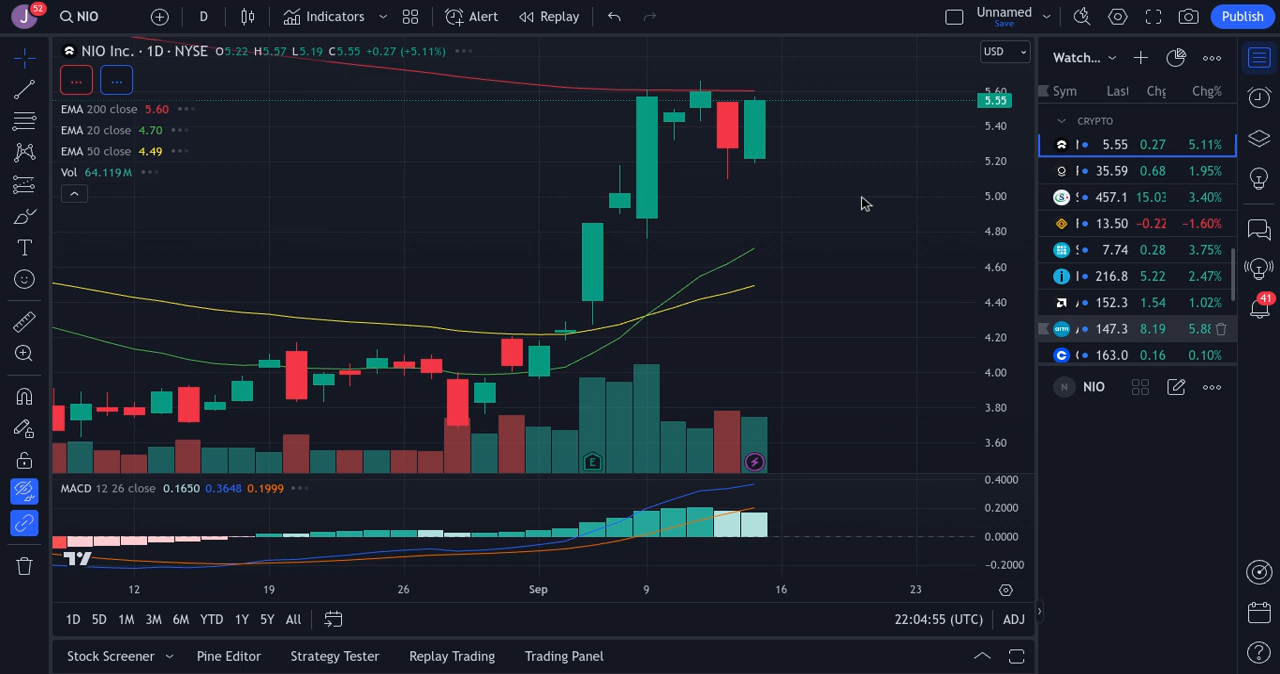 J 52 NIO D Indicators Alert Replay Unnamed Save Publish
NIO Inc. · 1D · NYSE O5.22 H5.57 L5.19 C5.55 +0.27 (+5.11%)
USD
EMA 200 close 5.60
EMA 20 close 4.70
EMA 50 close 4.49
Vol 64.119M
5.60
5.55
5.40
5.20
5.00
4.80
4.60
4.40
4.20
4.00
3.80
3.60
E
MACD 12 26 close 0.1650 0.3648 0.1999
0.4000
0.2000
0.0000
−0.2000
12 19 26 Sep 9 16 23
1D 5D 1M 3M 6M YTD 1Y 5Y All 22:04:55 (UTC) ADJ
Stock Screener Pine Editor Strategy Tester Replay Trading Trading Panel
Watch...
Sym Last Chg Chg%
CRYPTO
5.55 0.27 5.11%
35.59 0.68 1.95%
457.1 15.03 3.40%
13.50 −0.22 −1.60%
7.74 0.28 3.75%
216.8 5.22 2.47%
152.3 1.54 1.02%
arm 147.3 8.19 5.88
163.0 0.16 0.10%
N NIO
41